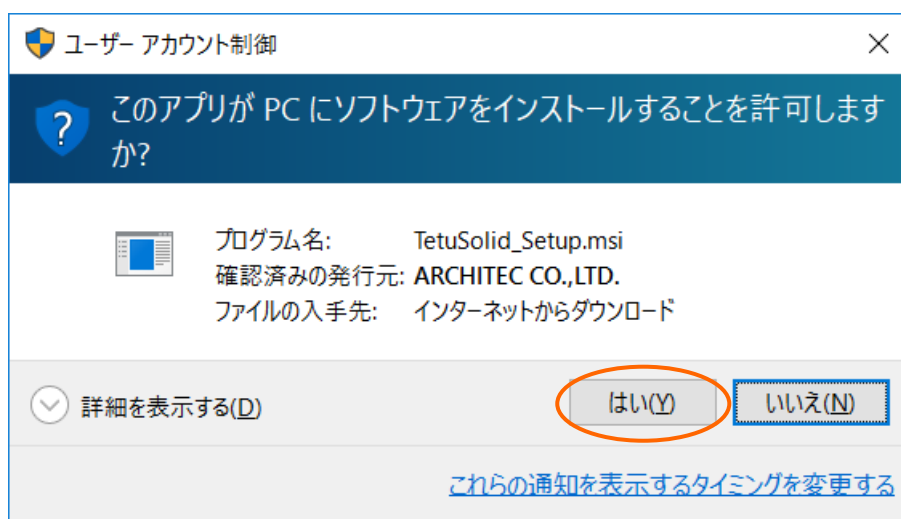 ユーザー アカウント制御
このアプリが PC にソフトウェアをインストールすることを許可します
か?
プログラム名: TetuSolid_Setup.msi
確認済みの発行元: ARCHITEC CO.,LTD.
ファイルの入手先: インターネットからダウンロード
詳細を表示する(D) はい(Y) いいえ(N)
これらの通知を表示するタイミングを変更する